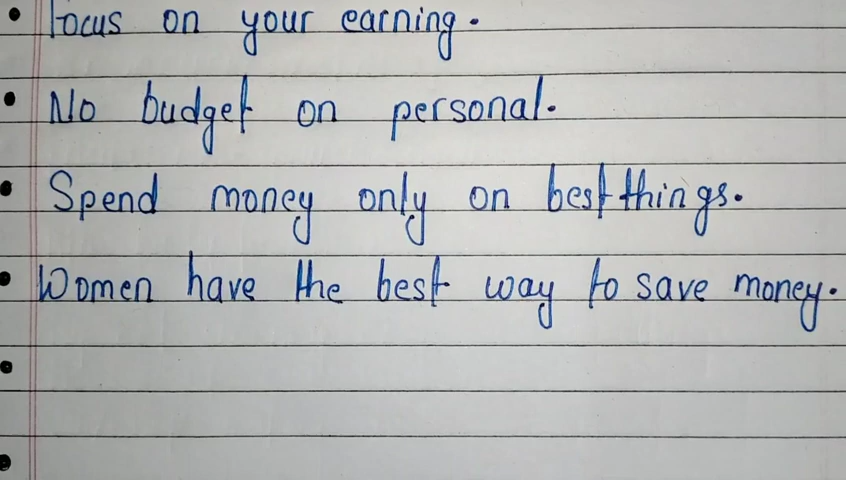 • Focus on your earning.
• No budget on personal.
• Spend money only on best things.
• Women have the best way to save money.
•
•